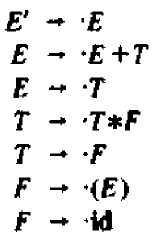 E' → ·E
E → ·E + T
E → ·T
T → ·T * F
T → ·F
F → ·(E)
F → ·id